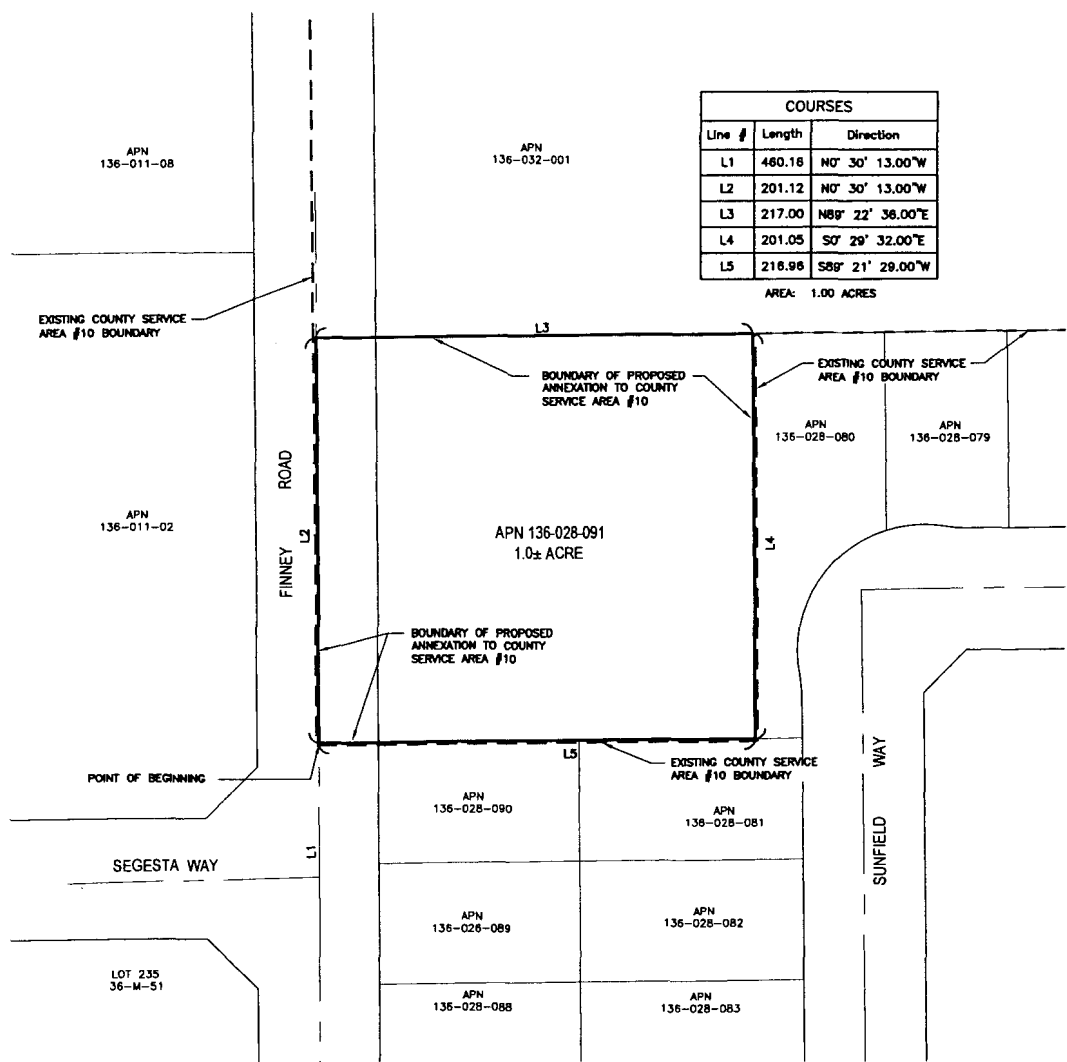 COURSES
Line # Length Direction
L1 460.16 N0° 30' 13.00"W
L2 201.12 N0° 30' 13.00"W
L3 217.00 N89° 22' 36.00"E
L4 201.05 S0° 29' 32.00"E
L5 216.96 S89° 21' 29.00"W
AREA: 1.00 ACRES
APN
136-011-08
APN
136-032-001
EXISTING COUNTY SERVICE
AREA #10 BOUNDARY
L3
BOUNDARY OF PROPOSED
ANNEXATION TO COUNTY
SERVICE AREA #10
EXISTING COUNTY SERVICE
AREA #10 BOUNDARY
APN
136-028-080
APN
136-028-079
APN
136-011-02
FINNEY ROAD
L2
APN 136-028-091
1.0± ACRE
L4
BOUNDARY OF PROPOSED
ANNEXATION TO COUNTY
SERVICE AREA #10
POINT OF BEGINNING
L5
EXISTING COUNTY SERVICE
AREA #10 BOUNDARY
APN
136-028-090
APN
136-028-081
L1
SEGESTA WAY
SUNFIELD WAY
APN
136-026-089
APN
136-028-082
LOT 235
36-M-51
APN
136-028-088
APN
136-028-083